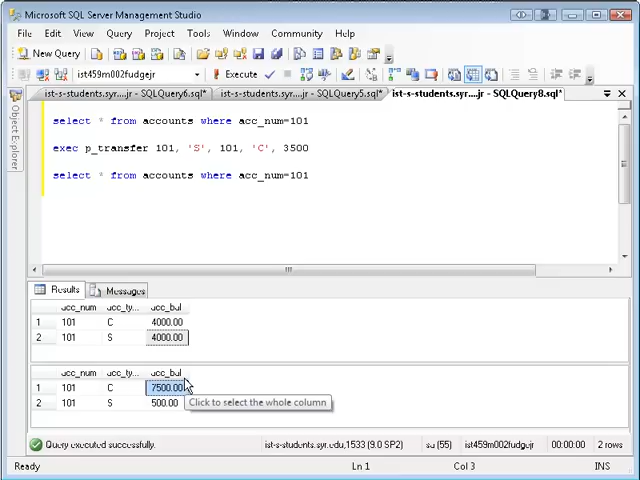 Microsoft SQL Server Management Studio
File Edit View Query Project Tools Window Community Help
New Query
ist459m002fudgejr Execute
ist-s-students.syr....jr - SQLQuery6.sql* ist-s-students.syr....jr - SQLQuery5.sql* ist-s-students.syr....jr - SQLQuery8.sql*
Object Explorer
select * from accounts where acc_num=101
exec p_transfer 101, 'S', 101, 'C', 3500
select * from accounts where acc_num=101
Results Messages
acc_num acc_ty... acc_bal
1 101 C 4000.00
2 101 S 4000.00
acc_num acc_ty... acc_bal
1 101 C 7500.00
2 101 S 500.00
Click to select the whole column
Query executed successfully. ist-s-students.syr.edu,1533 (9.0 SP2) sa (55) ist459m002fudgejr 00:00:00 2 rows
Ready Ln 1 Col 3 INS